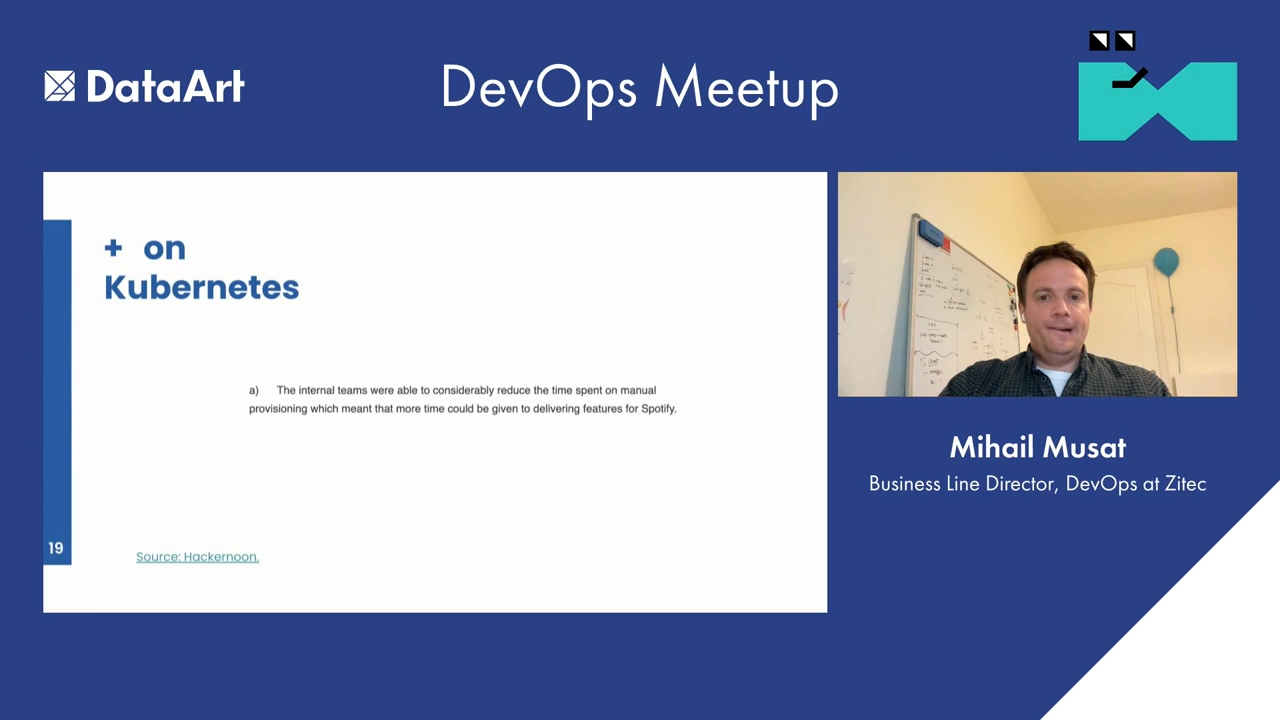 DataArt
DevOps Meetup
+ on
Kubernetes
a) The internal teams were able to considerably reduce the time spent on manual
provisioning which meant that more time could be given to delivering features for Spotify.
19
Source: Hackernoon.
Mihail Musat
Business Line Director, DevOps at Zitec